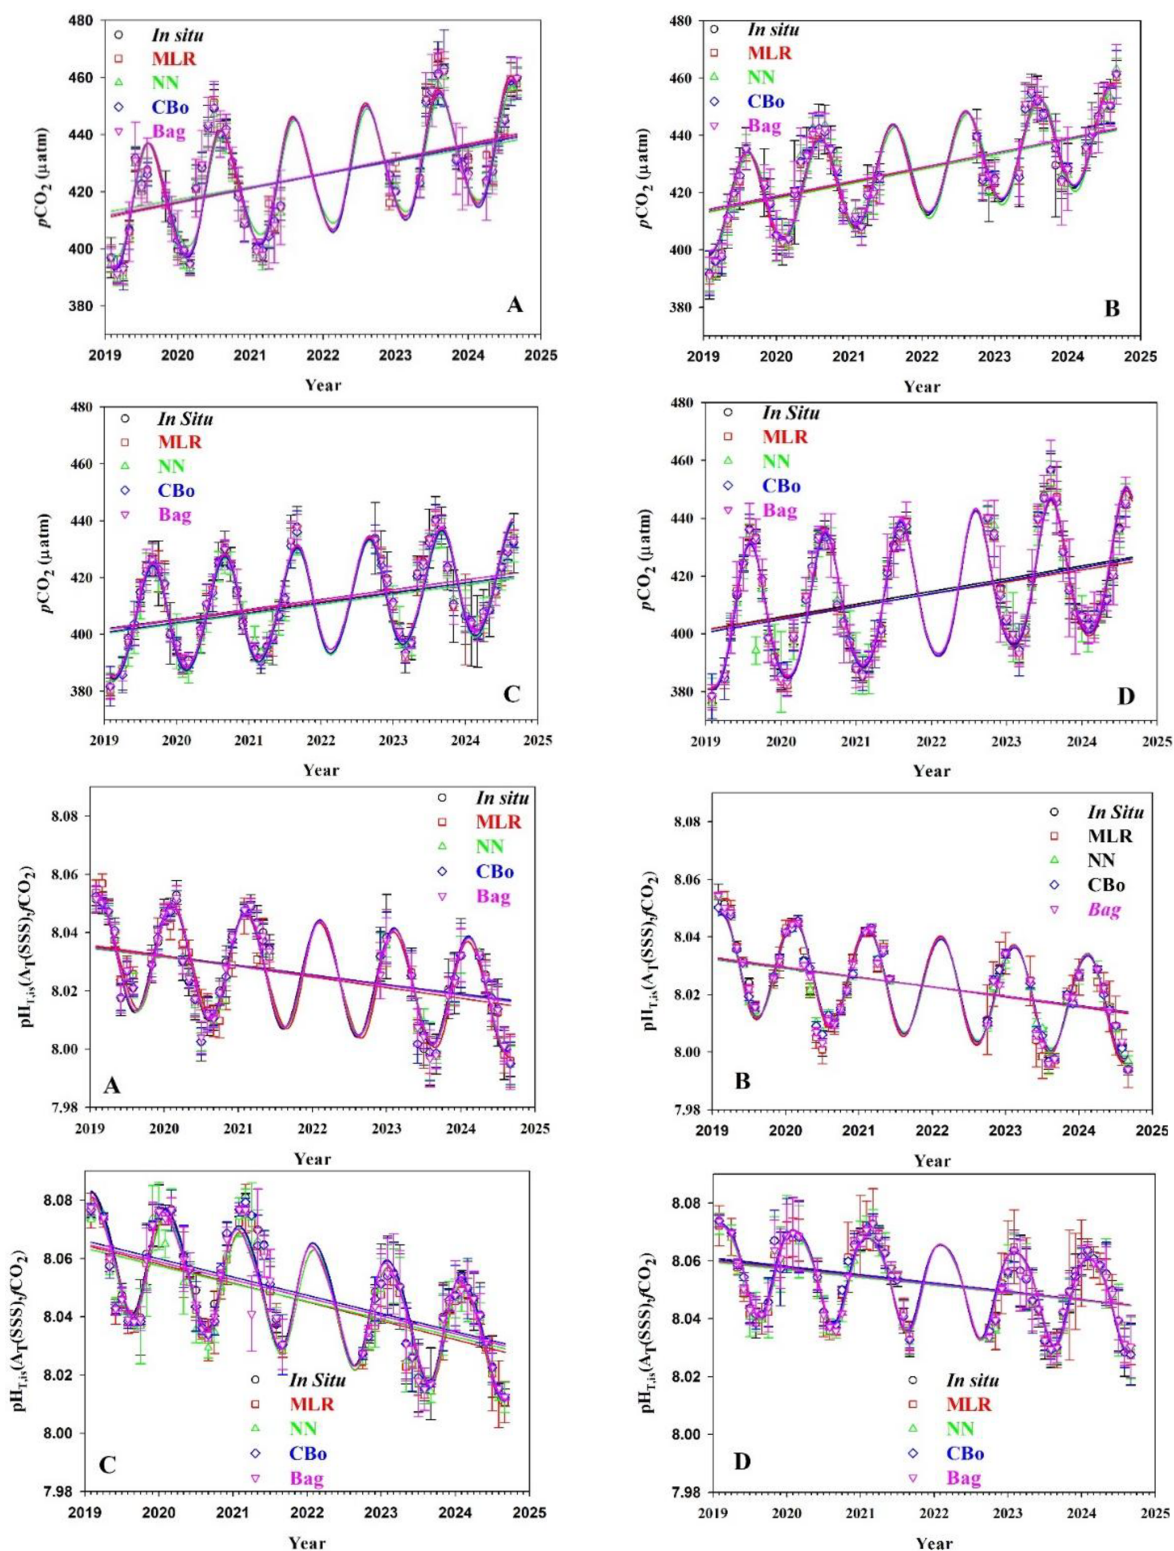 480
460
440
420
400
380
pCO2 (µatm)
In situ
MLR
NN
CBo
Bag
A
2019 2020 2021 2022 2023 2024 2025
Year
480
460
440
420
400
380
pCO2 (µatm)
In situ
MLR
NN
CBo
Bag
B
2019 2020 2021 2022 2023 2024 2025
Year
480
460
440
420
400
380
pCO2 (µatm)
In Situ
MLR
NN
CBo
Bag
C
2019 2020 2021 2022 2023 2024 2025
Year
480
460
440
420
400
380
pCO2 (µatm)
In Situ
MLR
NN
CBo
Bag
D
2019 2020 2021 2022 2023 2024 2025
Year
8.08
8.06
8.04
8.02
8.00
7.98
pHT,is(AT(SSS),fCO2)
In situ
MLR
NN
CBo
Bag
A
2019 2020 2021 2022 2023 2024 2025
Year
8.08
8.06
8.04
8.02
8.00
7.98
pHT,is(AT(SSS),fCO2)
In Situ
MLR
NN
CBo
Bag
B
2019 2020 2021 2022 2023 2024 2025
Year
8.08
8.06
8.04
8.02
8.00
7.98
pHT,is(AT(SSS),fCO2)
In Situ
MLR
NN
CBo
Bag
C
2019 2020 2021 2022 2023 2024 2025
Year
8.08
8.06
8.04
8.02
8.00
7.98
pHT,is(AT(SSS),fCO2)
In Situ
MLR
NN
CBo
Bag
D
2019 2020 2021 2022 2023 2024 2025
Year